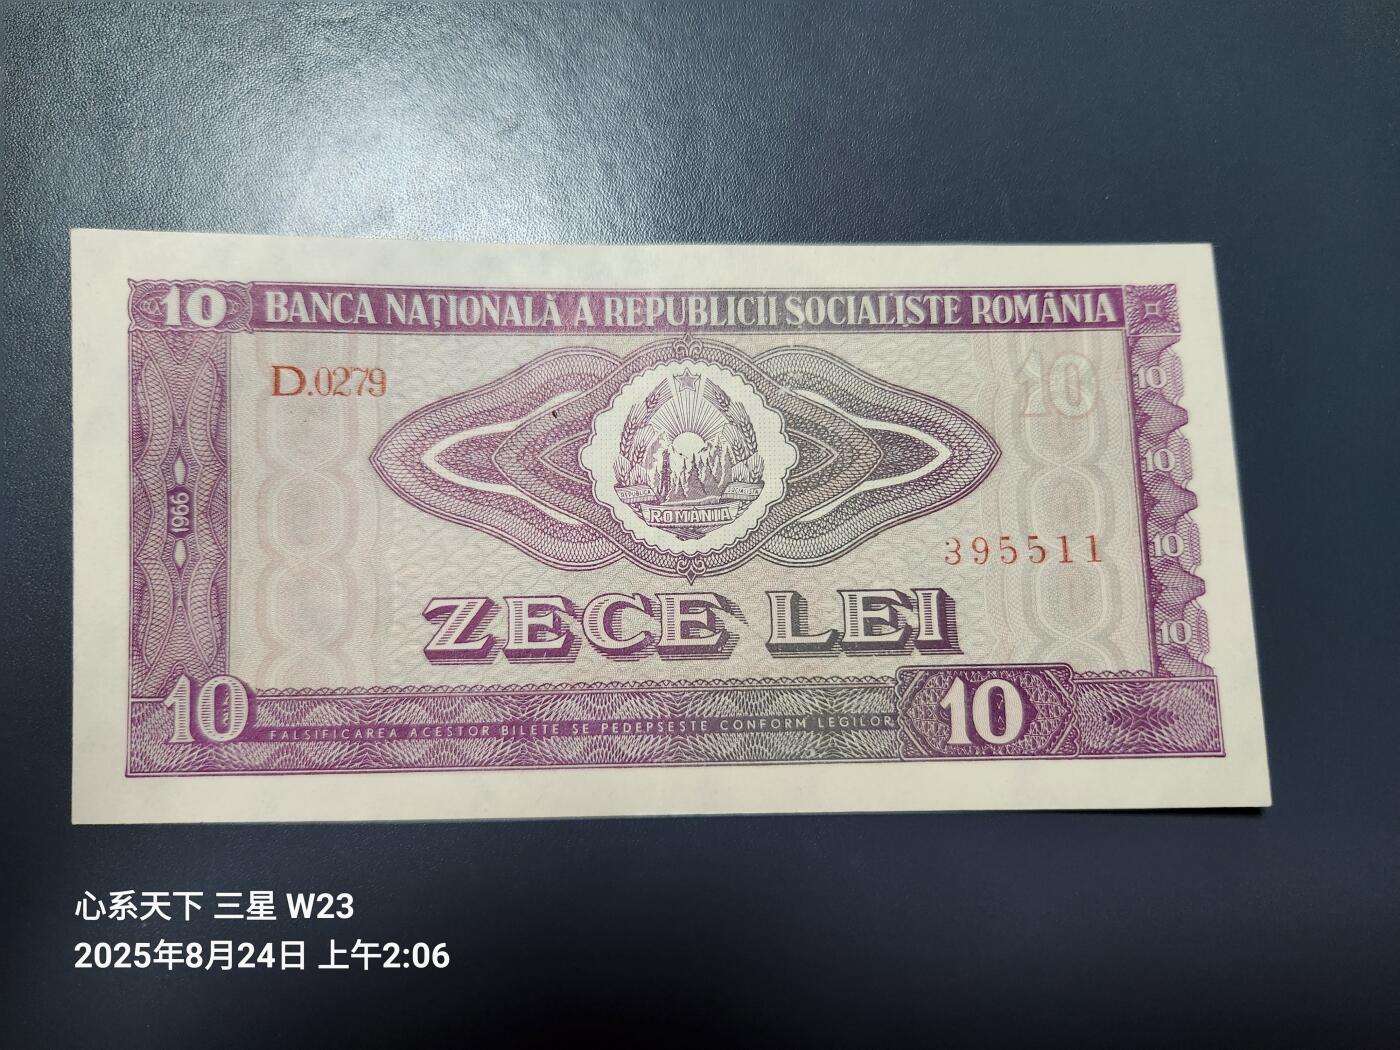 10 BANCA NAȚIONALĂ A REPUBLICII SOCIALISTE ROMÂNIA
D.0279
10
10
10
1966
ROMÂNIA
10
395511
10
ZECE LEI
10
10
10
FALSIFICAREA ACESTOR BILETE SE PEDEPSEȘTE CONFORM LEGILOR
心系天下 三星 W23
2025年8月24日 上午2:06